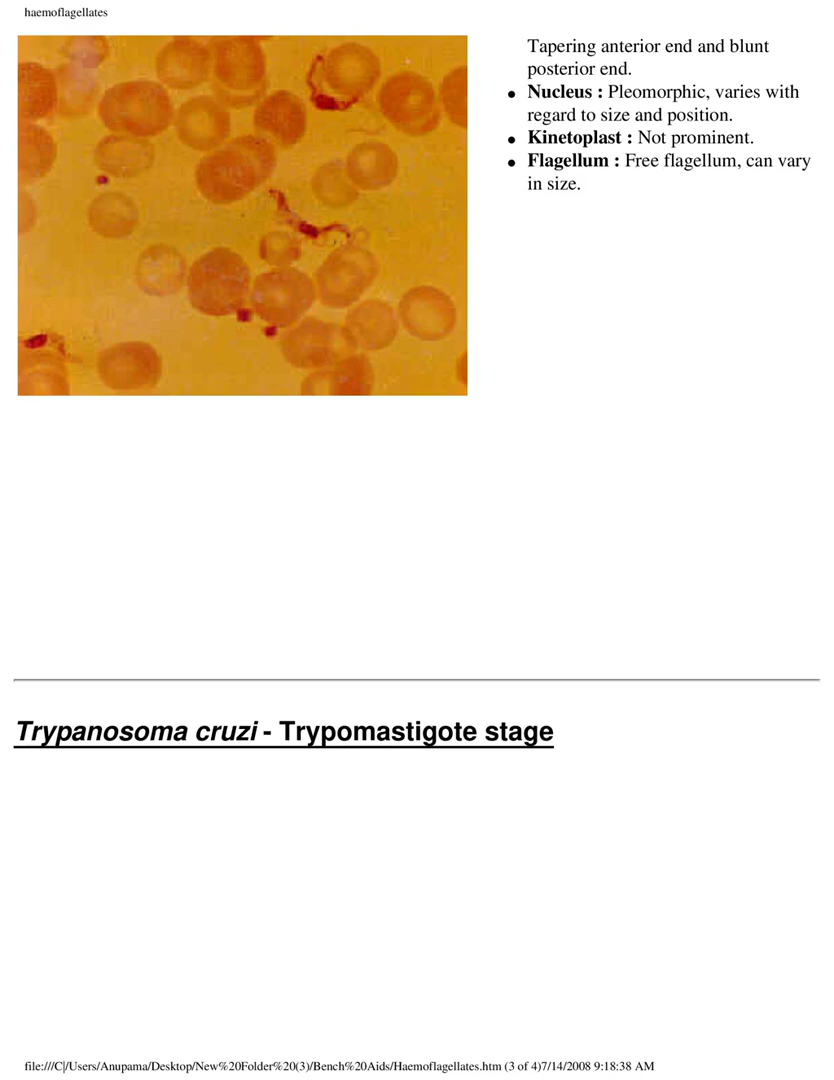 haemoflagellates
Tapering anterior end and blunt
posterior end.
● Nucleus : Pleomorphic, varies with
regard to size and position.
● Kinetoplast : Not prominent.
● Flagellum : Free flagellum, can vary
in size.
Trypanosoma cruzi - Trypomastigote stage
file:///C|/Users/Anupama/Desktop/New%20Folder%20(3)/Bench%20Aids/Haemoflagellates.htm (3 of 4)7/14/2008 9:18:38 AM